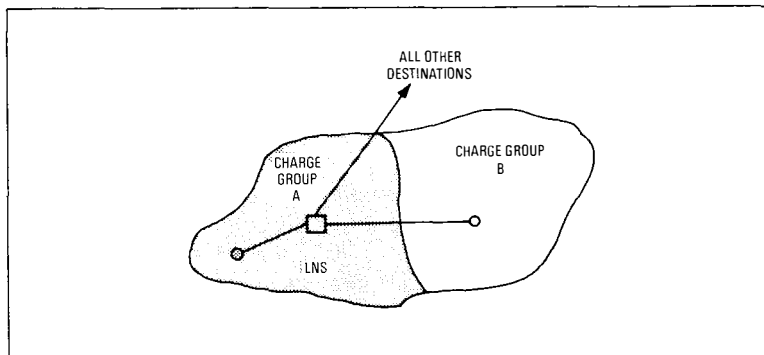 ALL OTHER
DESTINATIONS
CHARGE
GROUP
A
CHARGE GROUP
B
LNS